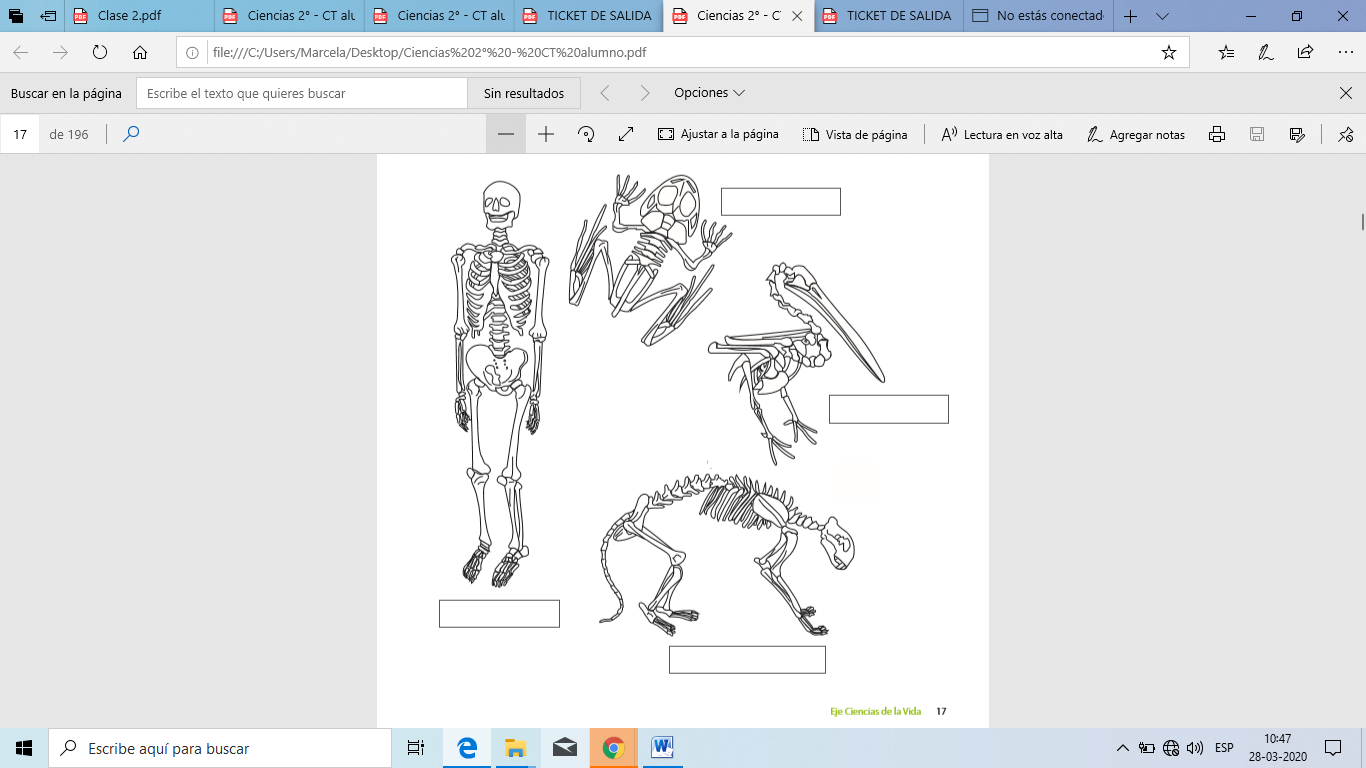 Clase 2.pdf
Ciencias 2° - CT alu
Ciencias 2° - CT alu
TICKET DE SALIDA
Ciencias 2° - C
TICKET DE SALIDA
No estás conectad
file:///C:/Users/Marcela/Desktop/Ciencias%202°%20-%20CT%20alumno.pdf
Buscar en la página
Escribe el texto que quieres buscar
Sin resultados
Opciones
17 de 196
Ajustar a la página
Vista de página
Lectura en voz alta
Agregar notas
Eje Ciencias de la Vida 17
Escribe aquí para buscar
ESP
10:47
28-03-2020